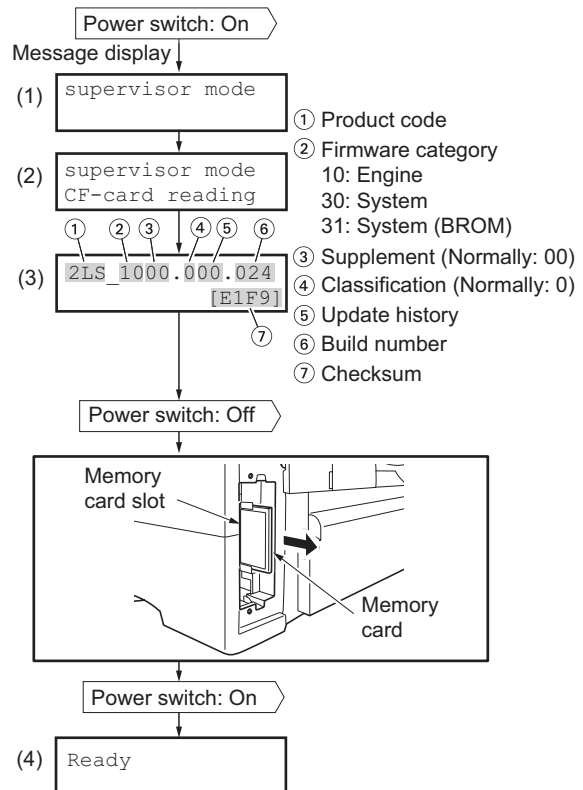 Power switch: On
Message display
(1)
supervisor mode
(2)
supervisor mode
CF-card reading
① ② ③ ④ ⑤ ⑥
(3)
2LS_1000.000.024
[E1F9]
⑦
① Product code
② Firmware category
10: Engine
30: System
31: System (BROM)
③ Supplement (Normally: 00)
④ Classification (Normally: 0)
⑤ Update history
⑥ Build number
⑦ Checksum
Power switch: Off
Memory
card slot
Memory
card
Power switch: On
(4)
Ready